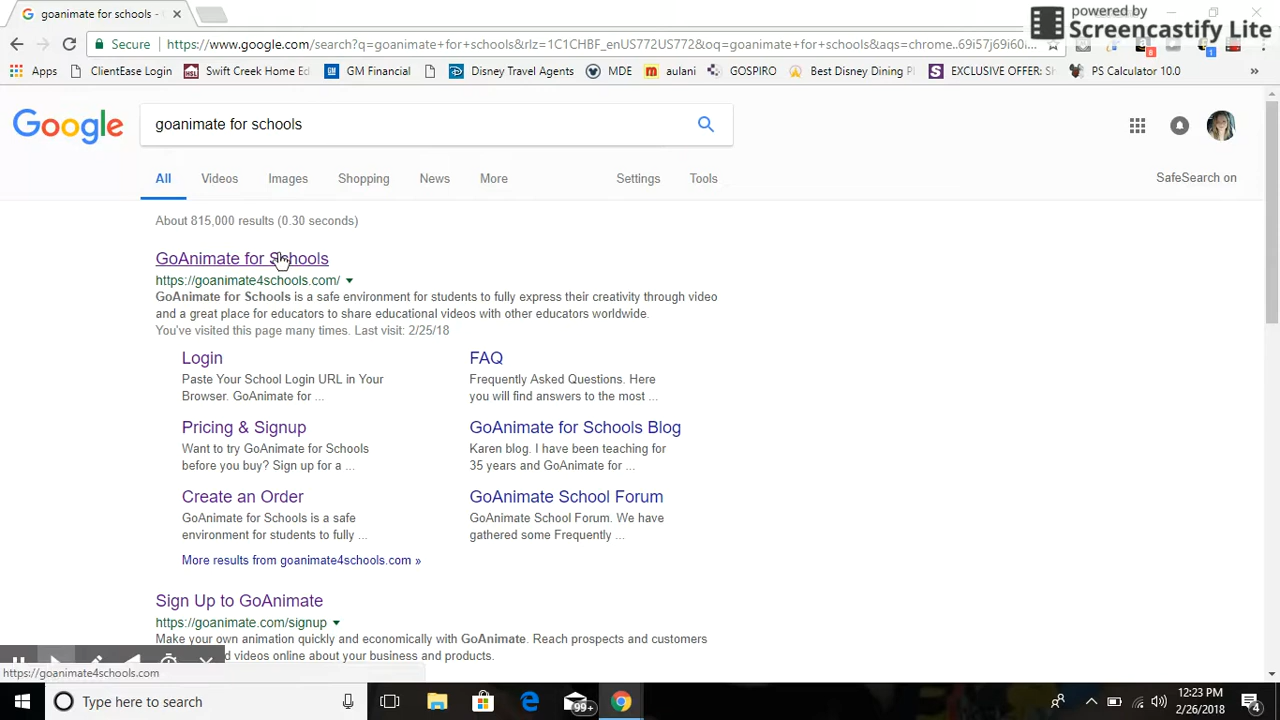 goanimate for schools -
powered by
Screencastify Lite
Secure
https://www.google.com/search?q=goanimate+for+schools&rlz=1C1CHBF_enUS772US772&oq=goanimate+for+schools&aqs=chrome..69i57j69i60i...
Apps
ClientEase Login
Swift Creek Home Ed
GM Financial
Disney Travel Agents
MDE
aulani
GOSPIRO
Best Disney Dining P
EXCLUSIVE OFFER: S
PS Calculator 10.0
»
Google
goanimate for schools
All
Videos
Images
Shopping
News
More
Settings
Tools
SafeSearch on
About 815,000 results (0.30 seconds)
GoAnimate for Schools
https://goanimate4schools.com/
GoAnimate for Schools is a safe environment for students to fully express their creativity through video
and a great place for educators to share educational videos with other educators worldwide.
You've visited this page many times. Last visit: 2/25/18
Login
Paste Your School Login URL in Your
Browser. GoAnimate for ...
FAQ
Frequently Asked Questions. Here
you will find answers to the most ...
Pricing & Signup
Want to try GoAnimate for Schools
before you buy? Sign up for a ...
GoAnimate for Schools Blog
Karen blog. I have been teaching for
35 years and GoAnimate for ...
Create an Order
GoAnimate for Schools is a safe
environment for students to fully ...
GoAnimate School Forum
GoAnimate School Forum. We have
gathered some Frequently ...
More results from goanimate4schools.com »
Sign Up to GoAnimate
https://goanimate.com/signup
Make your own animation quickly and economically with GoAnimate. Reach prospects and customers
d videos online about your business and products.
https://goanimate4schools.com
Type here to search
99+
12:23 PM
2/26/2018
4